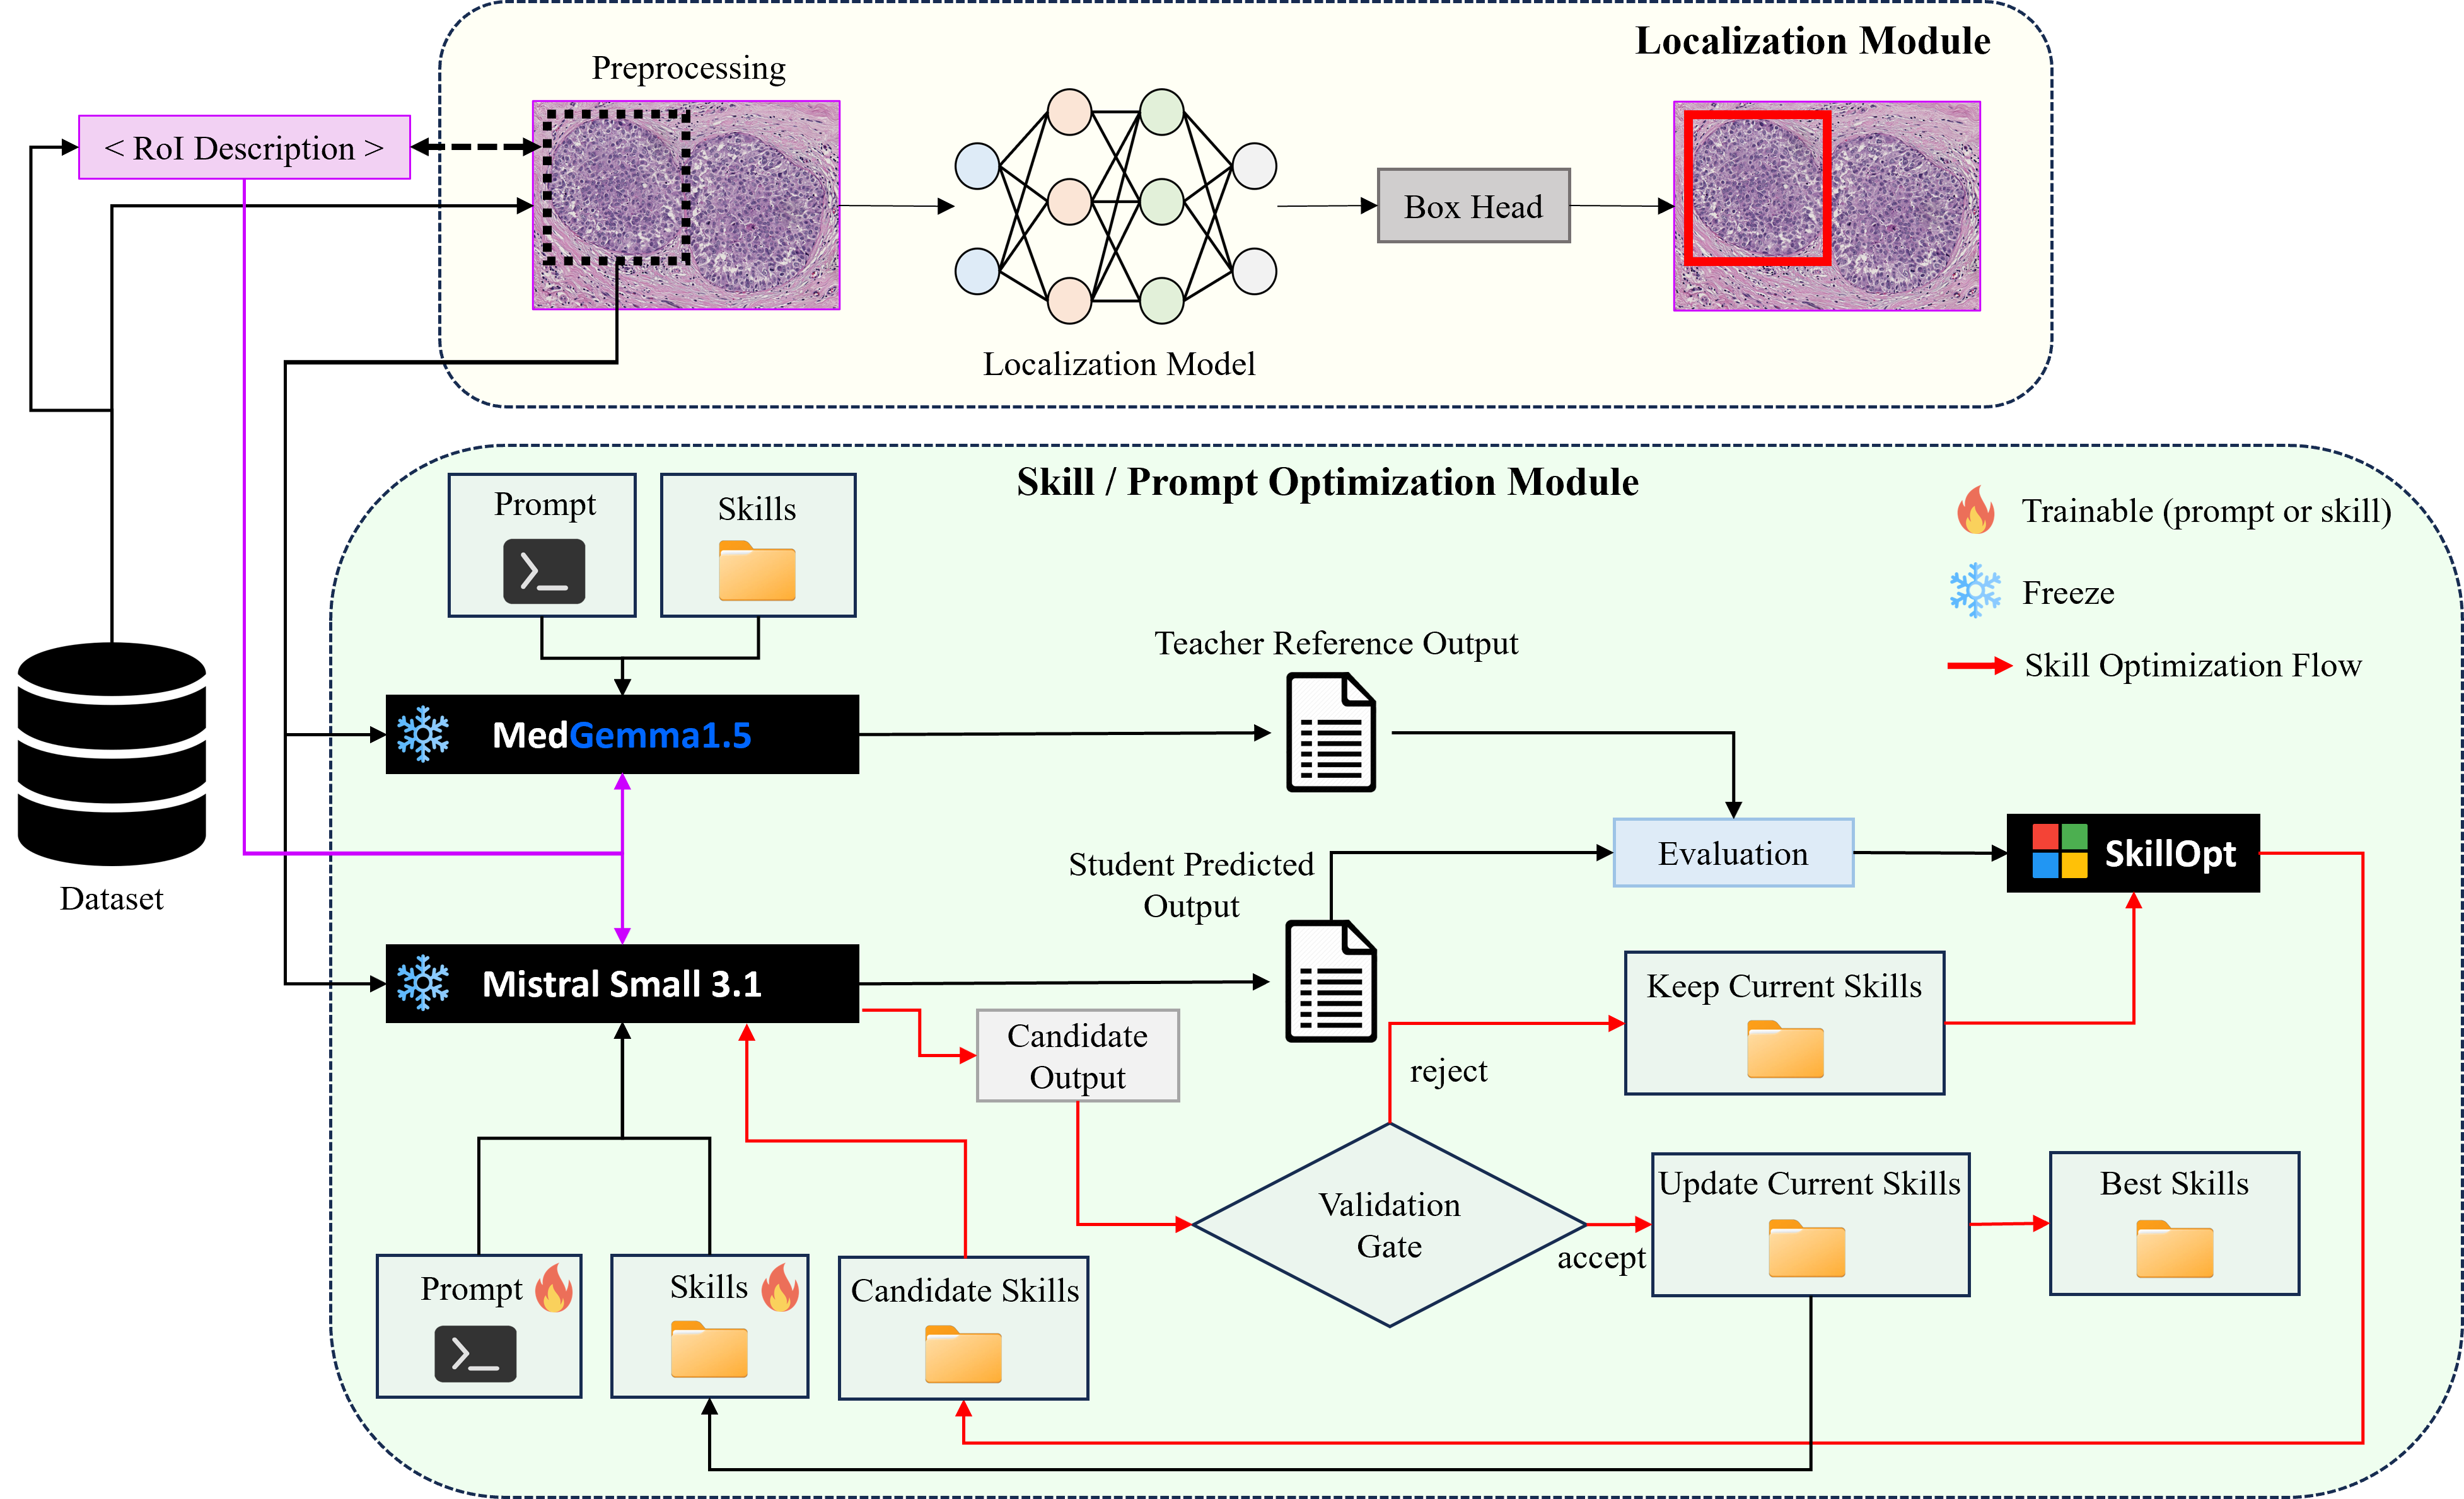 Localization Module
Preprocessing
< RoI Description >
Box Head
Localization Model
Skill / Prompt Optimization Module
Prompt
Skills
Trainable (prompt or skill)
Freeze
Skill Optimization Flow
Teacher Reference Output
MedGemma1.5
Dataset
Student Predicted
Output
Evaluation
SkillOpt
Mistral Small 3.1
Candidate
Output
Keep Current Skills
reject
Validation
Gate
accept
Update Current Skills
Best Skills
Prompt
Skills
Candidate Skills